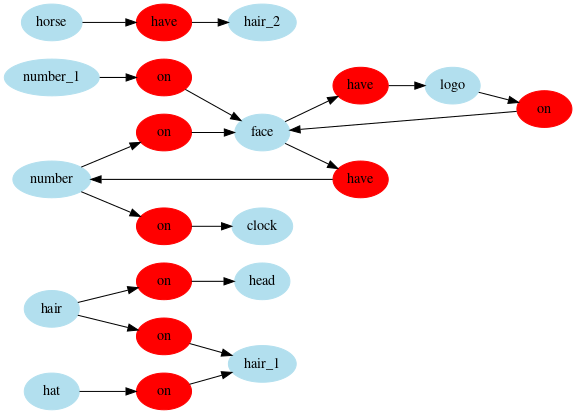 horse have hair_2
number_1 on
have logo
on
on face
number have
on clock
on head
hair
on
hair_1
hat on